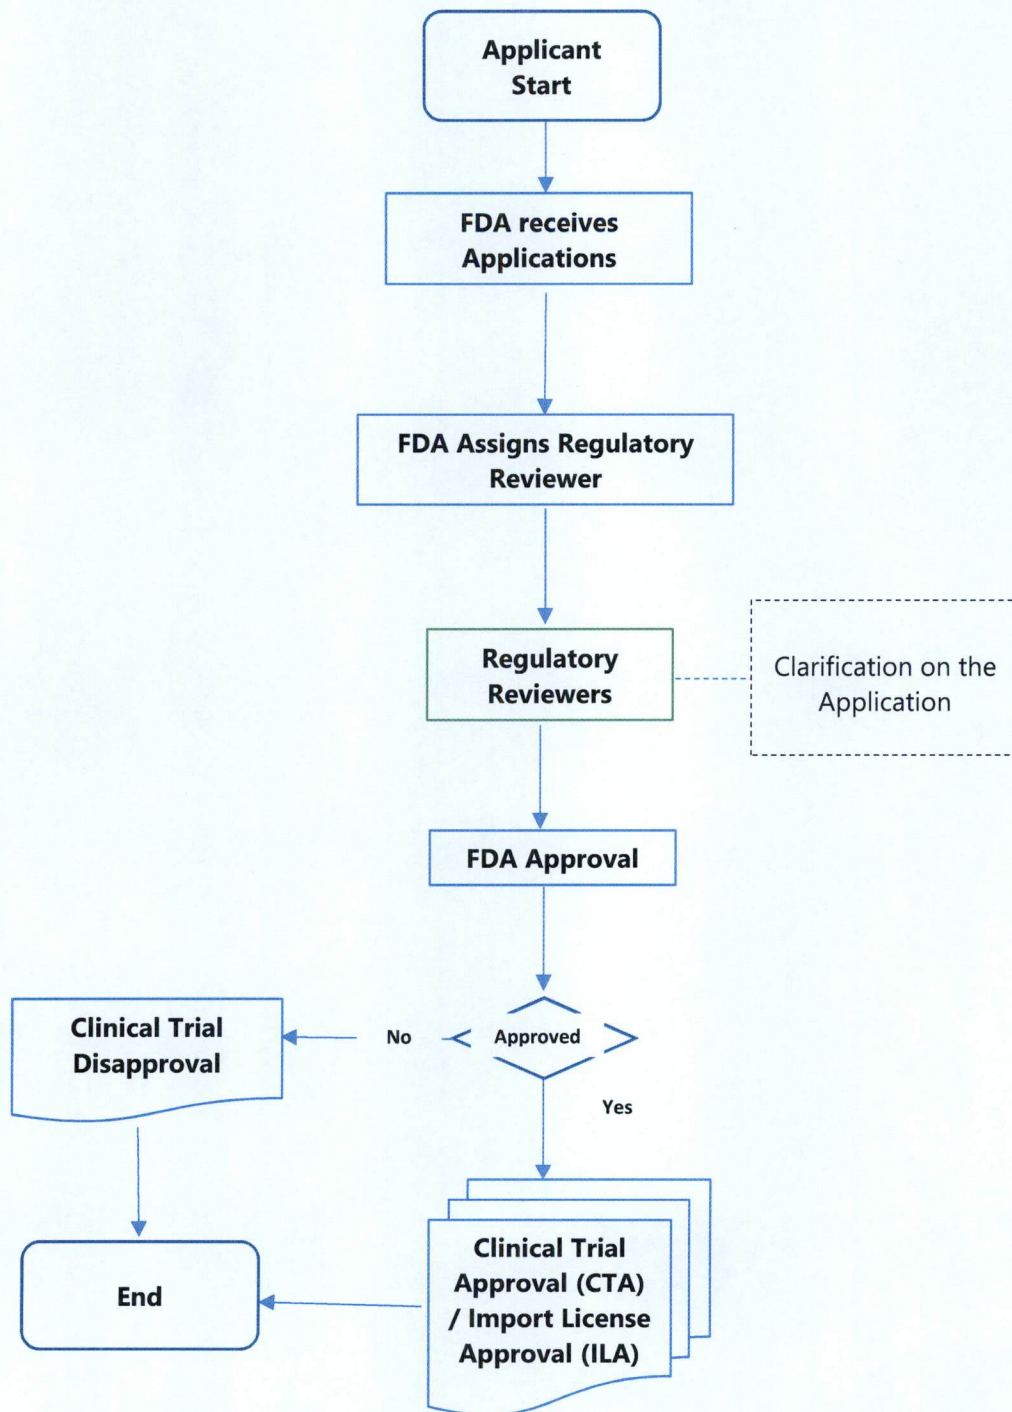 Applicant
Start
FDA receives
Applications
FDA Assigns Regulatory
Reviewer
Regulatory
Reviewers
Clarification on the
Application
FDA Approval
Approved
No
Yes
Clinical Trial
Disapproval
Clinical Trial
Approval (CTA)
/ Import License
Approval (ILA)
End